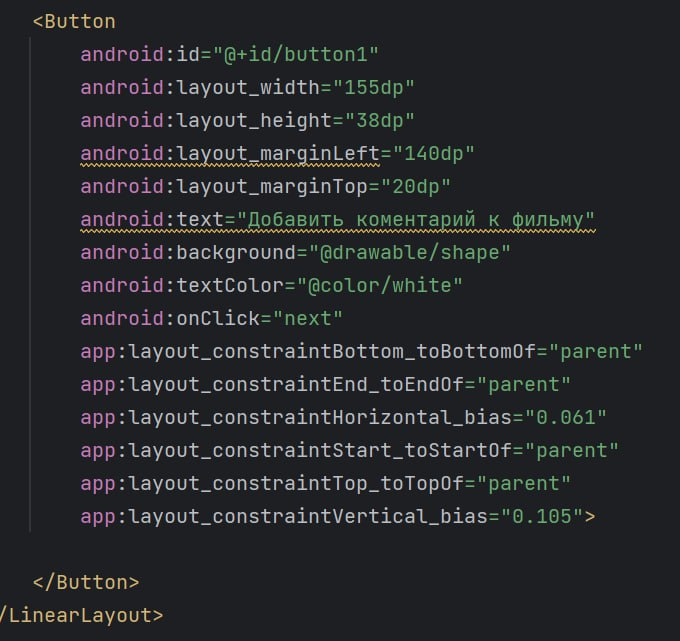 <Button
android:id="@+id/button1"
android:layout_width="155dp"
android:layout_height="38dp"
android:layout_marginLeft="140dp"
android:layout_marginTop="20dp"
android:text="Добавить коментарий к фильму"
android:background="@drawable/shape"
android:textColor="@color/white"
android:onClick="next"
app:layout_constraintBottom_toBottomOf="parent"
app:layout_constraintEnd_toEndOf="parent"
app:layout_constraintHorizontal_bias="0.061"
app:layout_constraintStart_toStartOf="parent"
app:layout_constraintTop_toTopOf="parent"
app:layout_constraintVertical_bias="0.105">
</Button>
/LinearLayout>